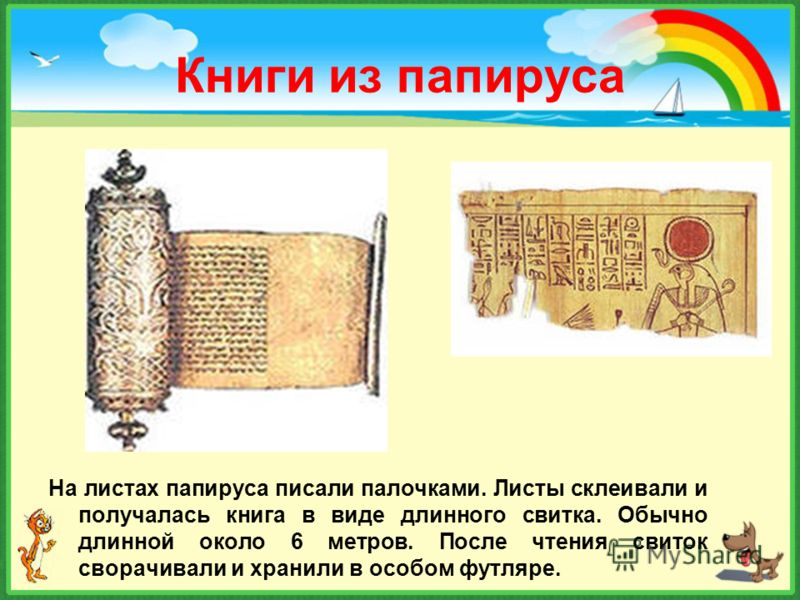 Книги из папируса
На листах папируса писали палочками. Листы склеивали и
получалась книга в виде длинного свитка. Обычно
длинной около 6 метров. После чтения свиток
сворачивали и хранили в особом футляре.
MyShared